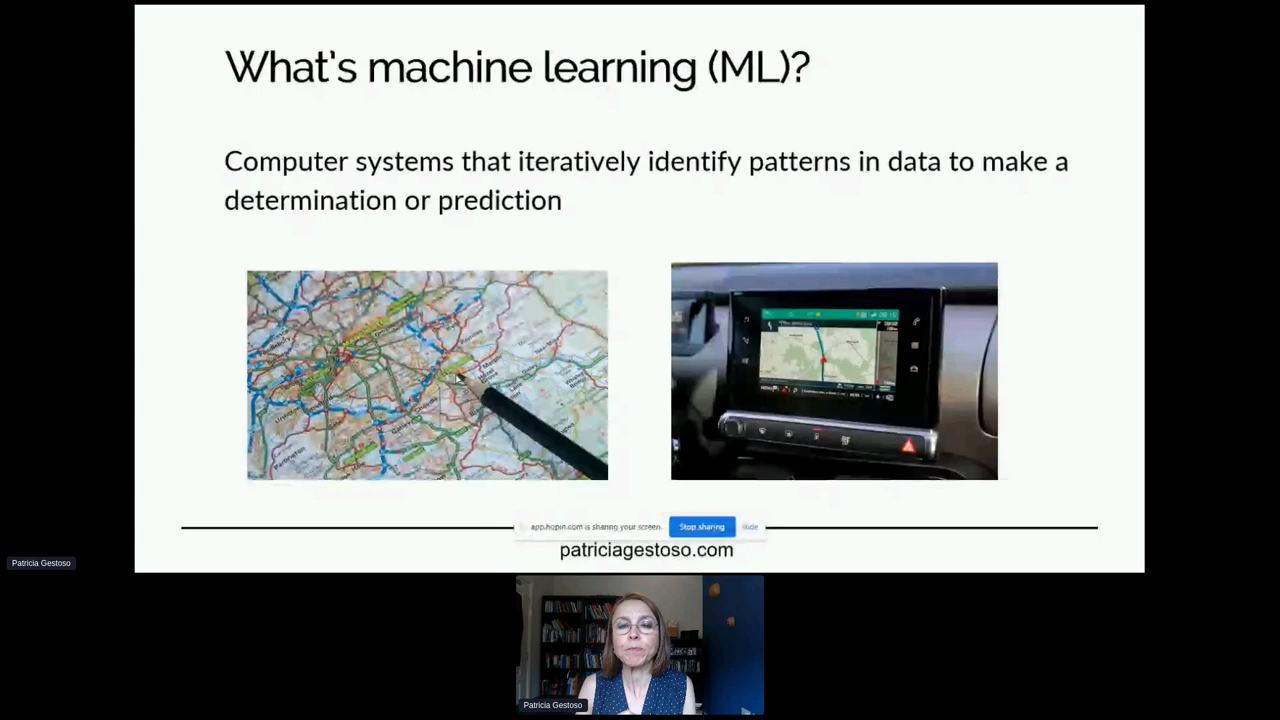 What's machine learning (ML)?
Computer systems that iteratively identify patterns in data to make a
determination or prediction
app.hopin.com is sharing your screen.
Stop sharing
Hide
patriciagestoso.com
Patricia Gestoso
Patricia Gestoso